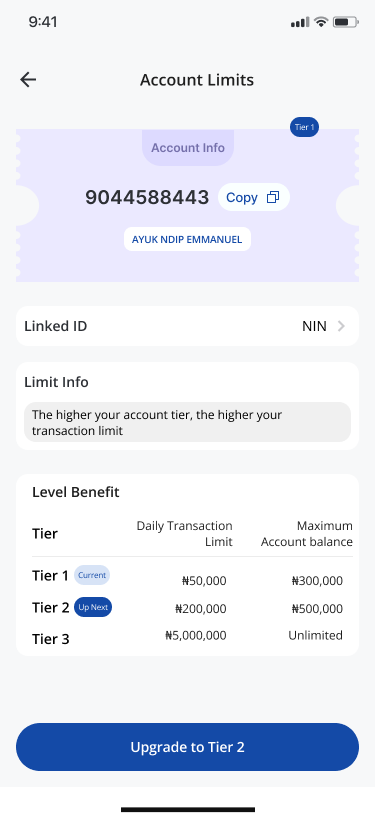 9:41
Account Limits
Tier 1
Account Info
9044588443 Copy
AYUK NDIP EMMANUEL
Linked ID NIN
Limit Info
The higher your account tier, the higher your
transaction limit
Level Benefit
Tier Daily Transaction Limit Maximum Account balance
Tier 1 Current ₦50,000 ₦300,000
Tier 2 Up Next ₦200,000 ₦500,000
Tier 3 ₦5,000,000 Unlimited
Upgrade to Tier 2